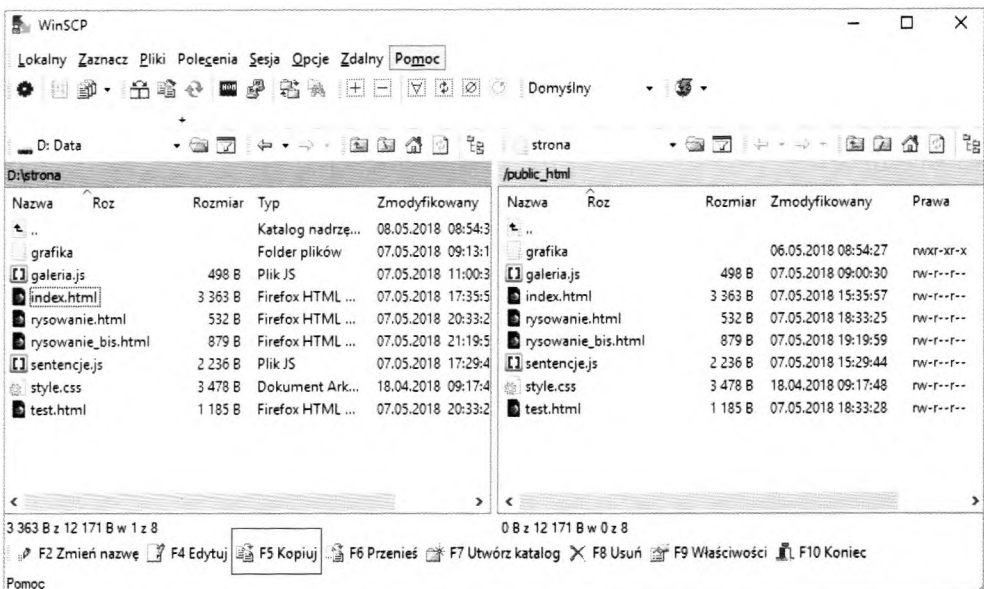 WinSCP
Lokalny Zaznacz Pliki Polecenia Sesja Opcje Zdalny Pomoc
Domyślny
D: Data strona
D:\strona /public_html
Nazwa Roz Rozmiar Typ Zmodyfikowany Nazwa Roz Rozmiar Zmodyfikowany Prawa
.. Katalog nadrzę... 08.05.2018 08:54:3 ..
grafika Folder plików 07.05.2018 09:13:1 grafika 06.05.2018 08:54:27 rwxr-xr-x
galeria.js 498 B Plik JS 07.05.2018 11:00:3 galeria.js 498 B 07.05.2018 09:00:30 rw-r--r--
index.html 3 363 B Firefox HTML ... 07.05.2018 17:35:5 index.html 3 363 B 07.05.2018 15:35:57 rw-r--r--
rysowanie.html 532 B Firefox HTML ... 07.05.2018 20:33:2 rysowanie.html 532 B 07.05.2018 18:33:25 rw-r--r--
rysowanie_bis.html 879 B Firefox HTML ... 07.05.2018 21:19:5 rysowanie_bis.html 879 B 07.05.2018 19:19:59 rw-r--r--
sentencje.js 2 236 B Plik JS 07.05.2018 17:29:4 sentencje.js 2 236 B 07.05.2018 15:29:44 rw-r--r--
style.css 3 478 B Dokument Ark... 18.04.2018 09:17:4 style.css 3 478 B 18.04.2018 09:17:48 rw-r--r--
test.html 1 185 B Firefox HTML ... 07.05.2018 20:33:2 test.html 1 185 B 07.05.2018 18:33:28 rw-r--r--
3 363 B z 12 171 B w 1 z 8 0 B z 12 171 B w 0 z 8
F2 Zmień nazwę F4 Edytuj F5 Kopiuj F6 Przenieś F7 Utwórz katalog F8 Usuń F9 Właściwości F10 Koniec
Pomoc